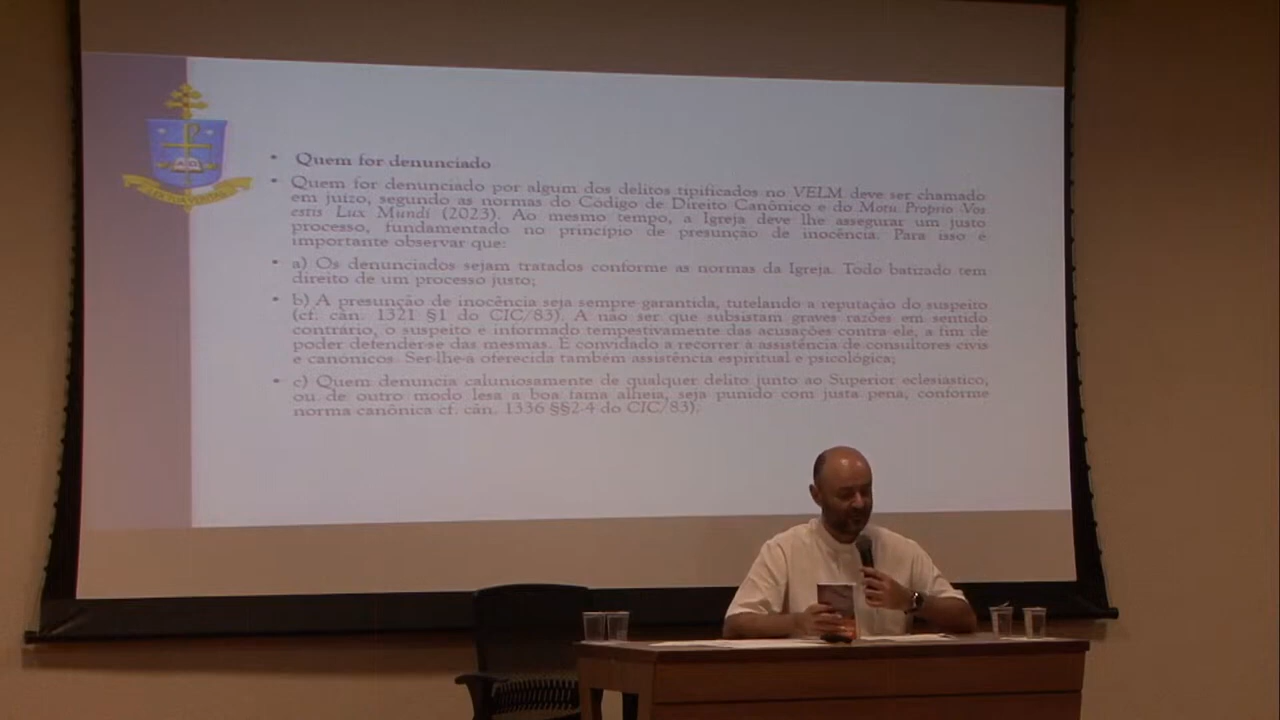 • Quem for denunciado
• Quem for denunciado por algum dos delitos tipificados no VELM deve ser chamado
em juízo, segundo as normas do Código de Direito Canônico e do Motu Proprio Vos
estis Lux Mundi (2023). Ao mesmo tempo, a Igreja deve lhe assegurar um justo
processo, fundamentado no princípio de presunção de inocência. Para isso é
importante observar que:
• a) Os denunciados sejam tratados conforme as normas da Igreja. Todo batizado tem
direito de um processo justo;
• b) A presunção de inocência seja sempre garantida, tutelando a reputação do suspeito
(cf. cân. 1321 §1 do CIC/83). A não ser que subsistam graves razões em sentido
contrário, o suspeito é informado tempestivamente das acusações contra ele, a fim de
poder defender-se das mesmas. É convidado a recorrer à assistência de consultores civis
e canônicos. Ser-lhe-á oferecida também assistência espiritual e psicológica;
• c) Quem denuncia caluniosamente de qualquer delito junto ao Superior eclesiástico,
ou de outro modo lesa a boa fama alheia, seja punido com justa pena, conforme
norma canônica cf. cân. 1336 §§2-4 do CIC/83).